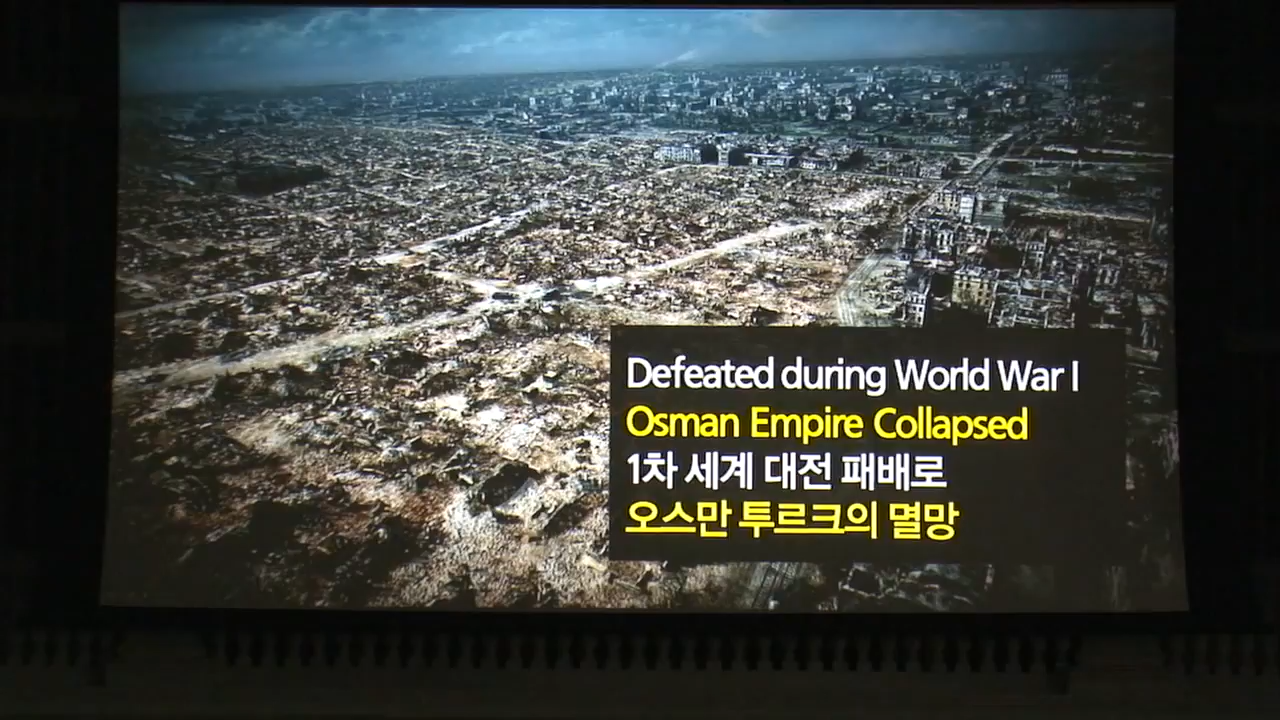 Defeated during World War I
Osman Empire Collapsed
1차 세계 대전 패배로
오스만 투르크의 멸망